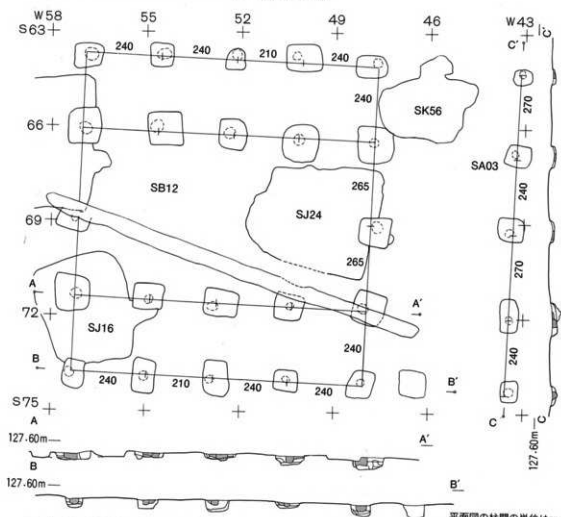 W58 55 52 49 46 W43
S63
C' C'
240 240 210 240
240
270
SK56
66
SA03
SB12
265
240
SJ24
69
265
270
A A'
72
SJ16
240
240
B B'
240 210 240 240
S75
C C
A
127.60m
A'
B
127.60m
B'
127.60m